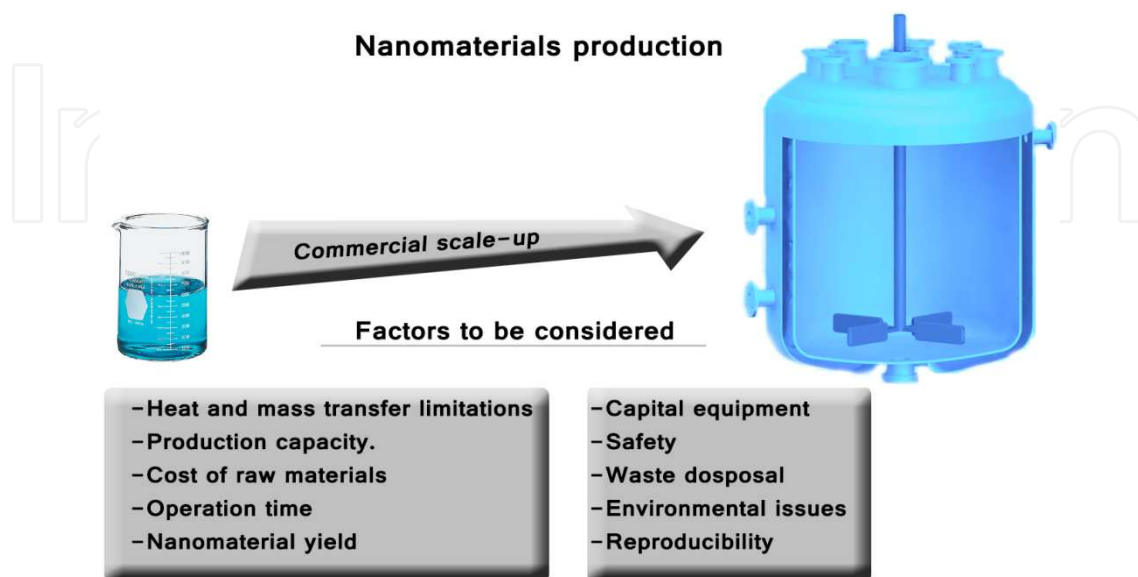 Nanomaterials production
Commercial scale-up
Factors to be considered
-Heat and mass transfer limitations
-Production capacity.
-Cost of raw materials
-Operation time
-Nanomaterial yield
-Capital equipment
-Safety
-Waste dosposal
-Environmental issues
-Reproducibility